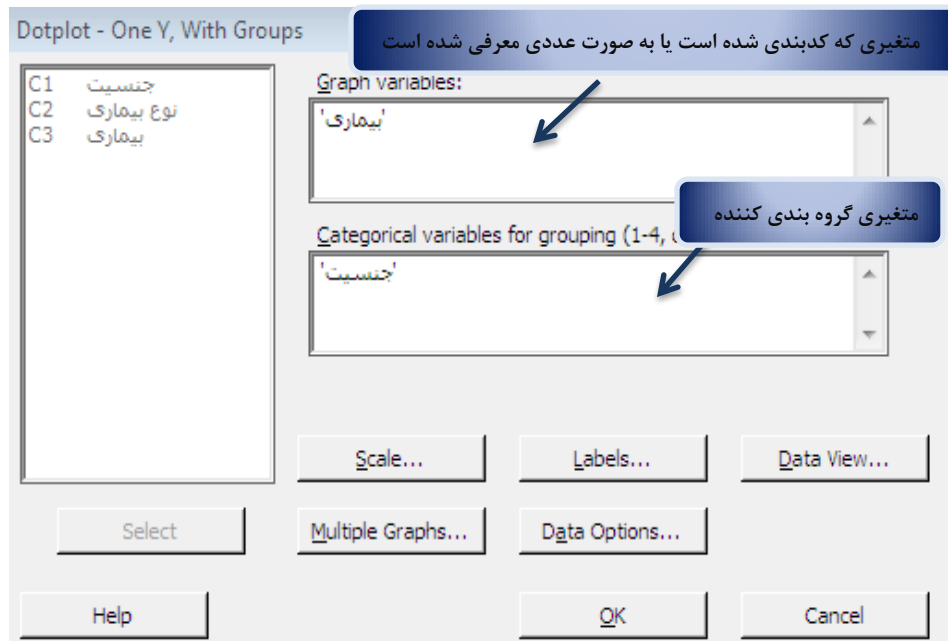 Dotplot - One Y, With Groups
متغیری که کدبندی شده است یا به صورت عددی معرفی شده است
C1 جنسیت
C2 نوع بیماری
C3 بیماری
Graph variables:
'بیماری'
متغیری گروه بندی کننده
Categorical variables for grouping (1-4,
'جنسیت'
Scale...
Labels...
Data View...
Select
Multiple Graphs...
Data Options...
Help
OK
Cancel